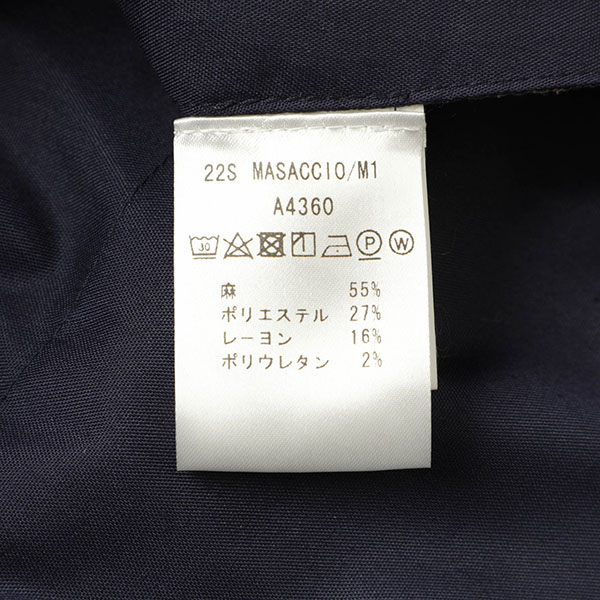 22S MASACCIO/M1
A4360
30 P W
麻 55%
ポリエステル 27%
レーヨン 16%
ポリウレタン 2%